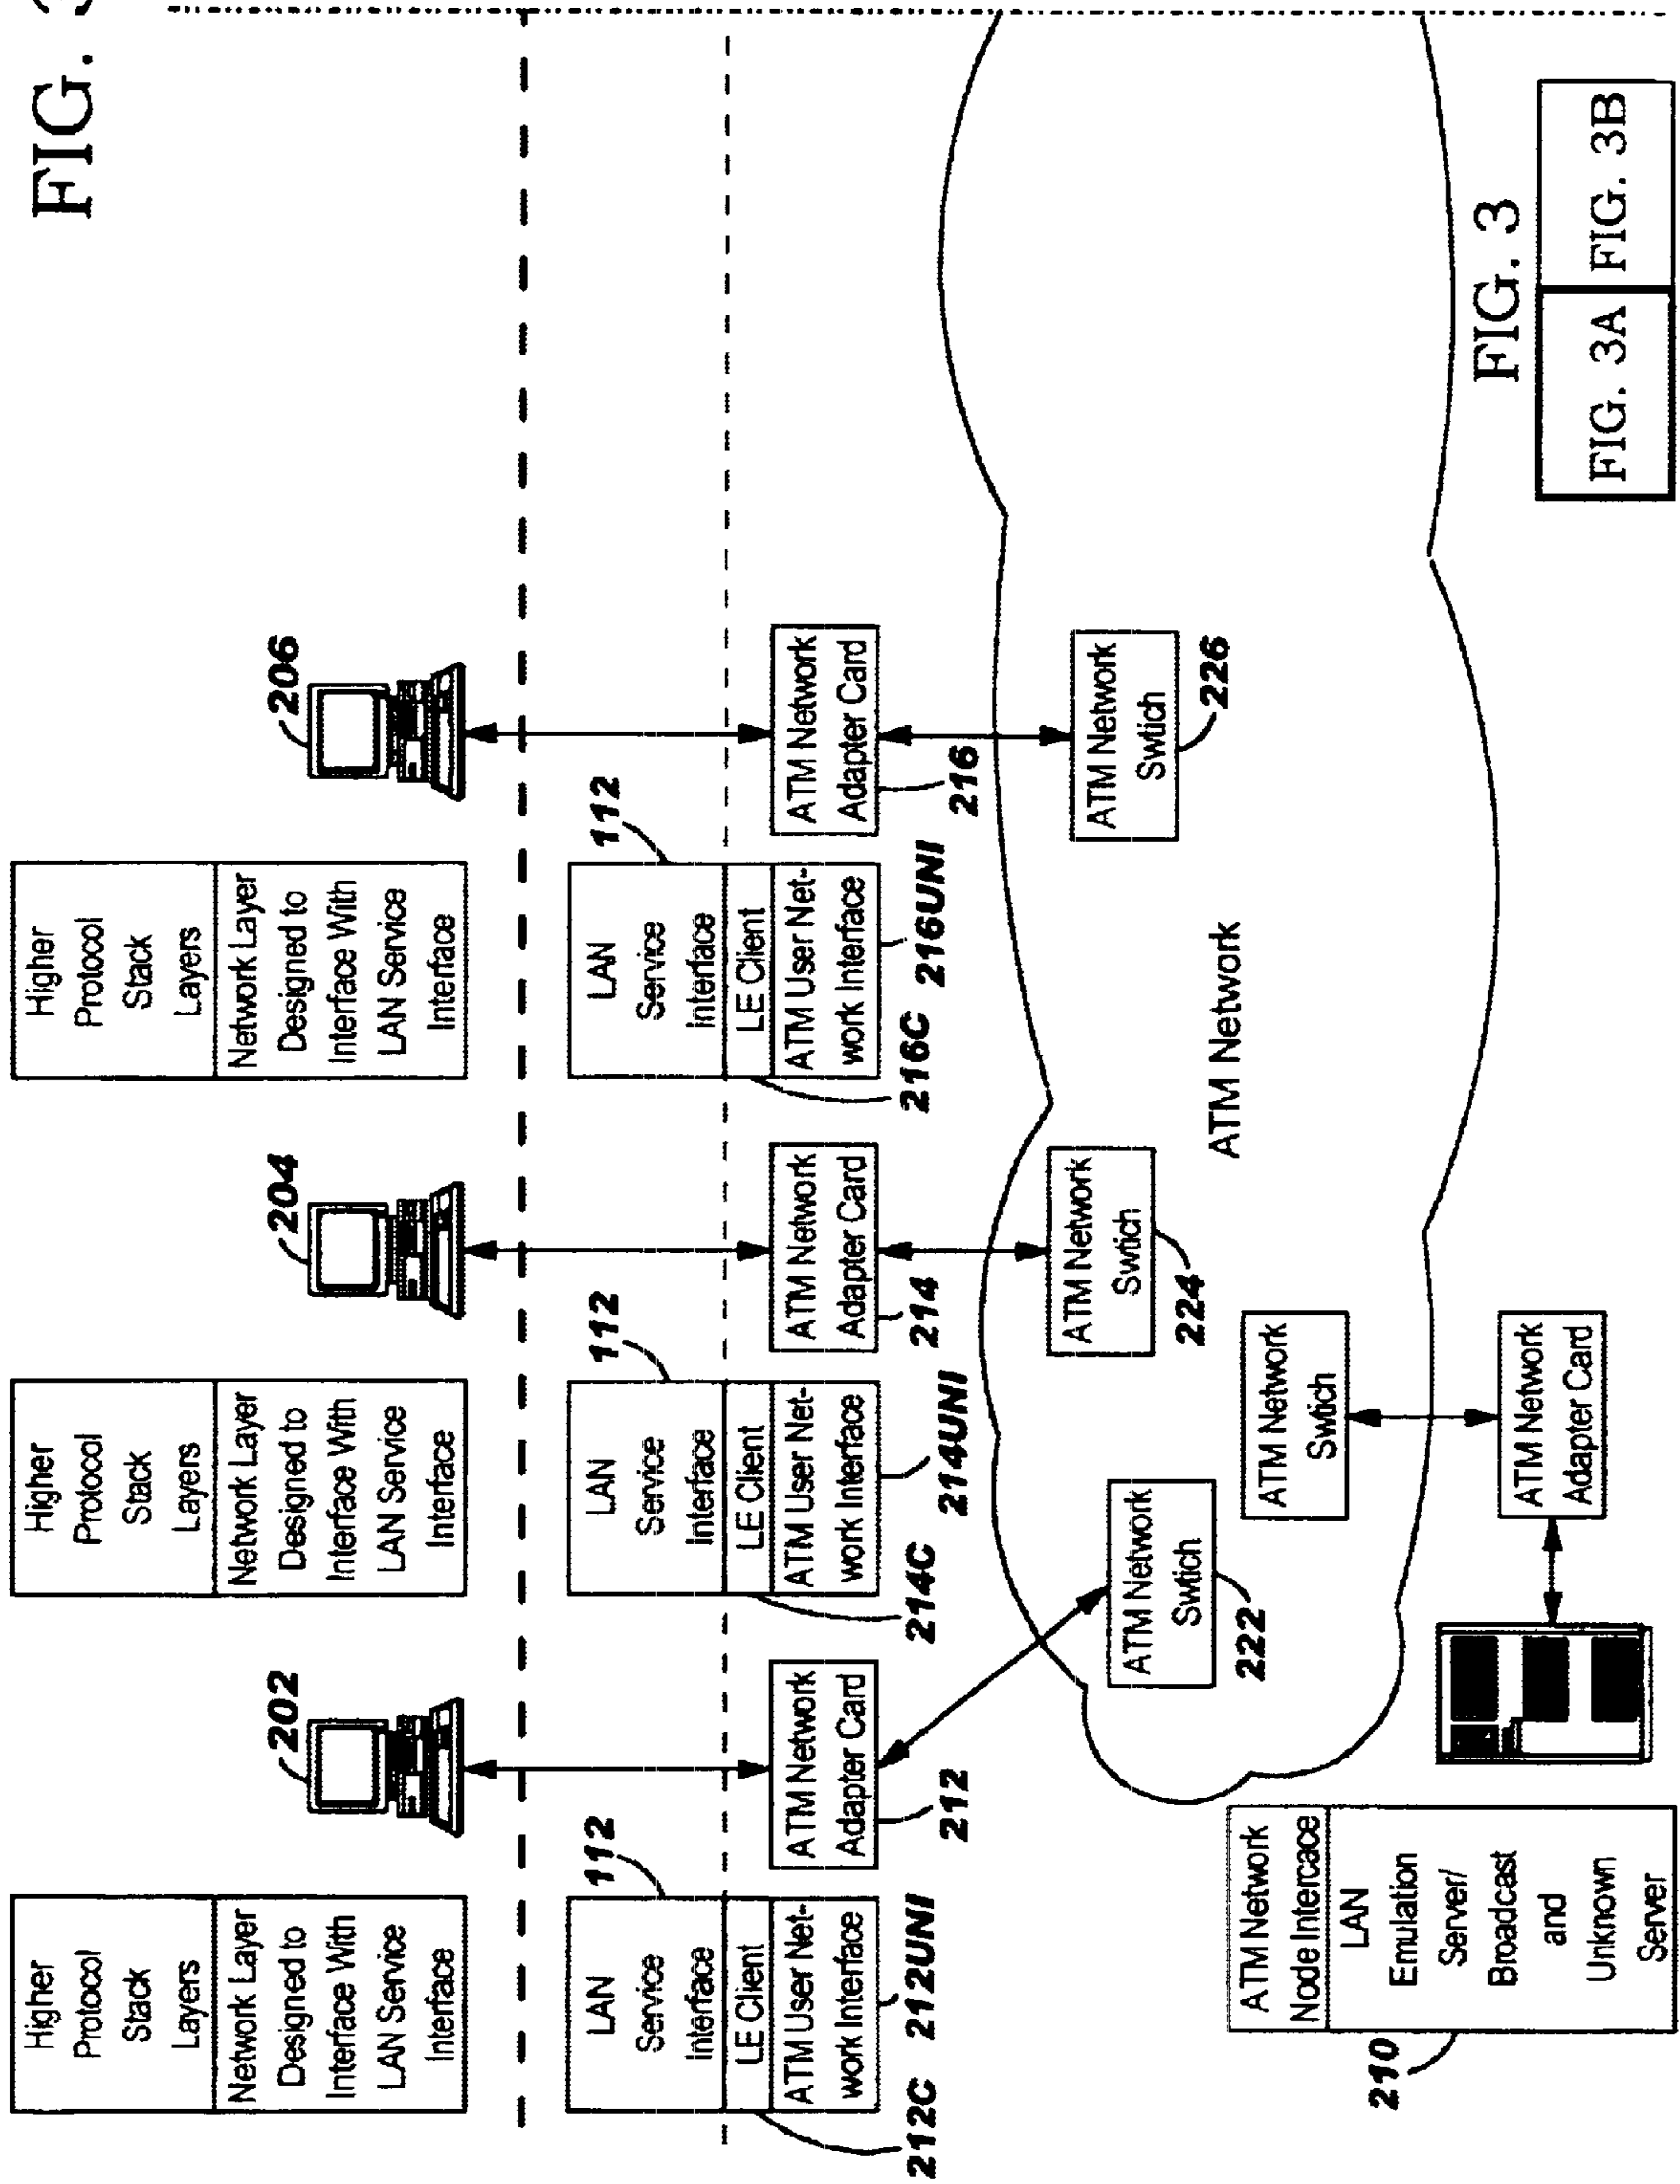 FIG. 3
Higher
Protocol
Stack
Layers
Network Layer
Designed to
Interface With
LAN Service
Interface
202
Higher
Protocol
Stack
Layers
Network Layer
Designed to
Interface With
LAN Service
Interface
204
Higher
Protocol
Stack
Layers
Network Layer
Designed to
Interface With
LAN Service
Interface
206
LAN
Service
Interface
LE Client
ATM User Net-
work Interface
112
212C 212UNI
ATM Network
Adapter Card
212
LAN
Service
Interface
LE Client
ATM User Net-
work Interface
112
214C 214UNI
ATM Network
Adapter Card
214
LAN
Service
Interface
LE Client
ATM User Net-
work Interface
112
216C 216UNI
ATM Network
Adapter Card
216
ATM Network
Swtich
222
ATM Network
Swtich
224
ATM Network
Swtich
226
ATM Network
Swtich
ATM Network
ATM Network
Node Intercace
LAN
Emulation
Server/
Broadcast
and
Unknown
Server
210
ATM Network
Adapter Card
FIG. 3
FIG. 3A FIG. 3B